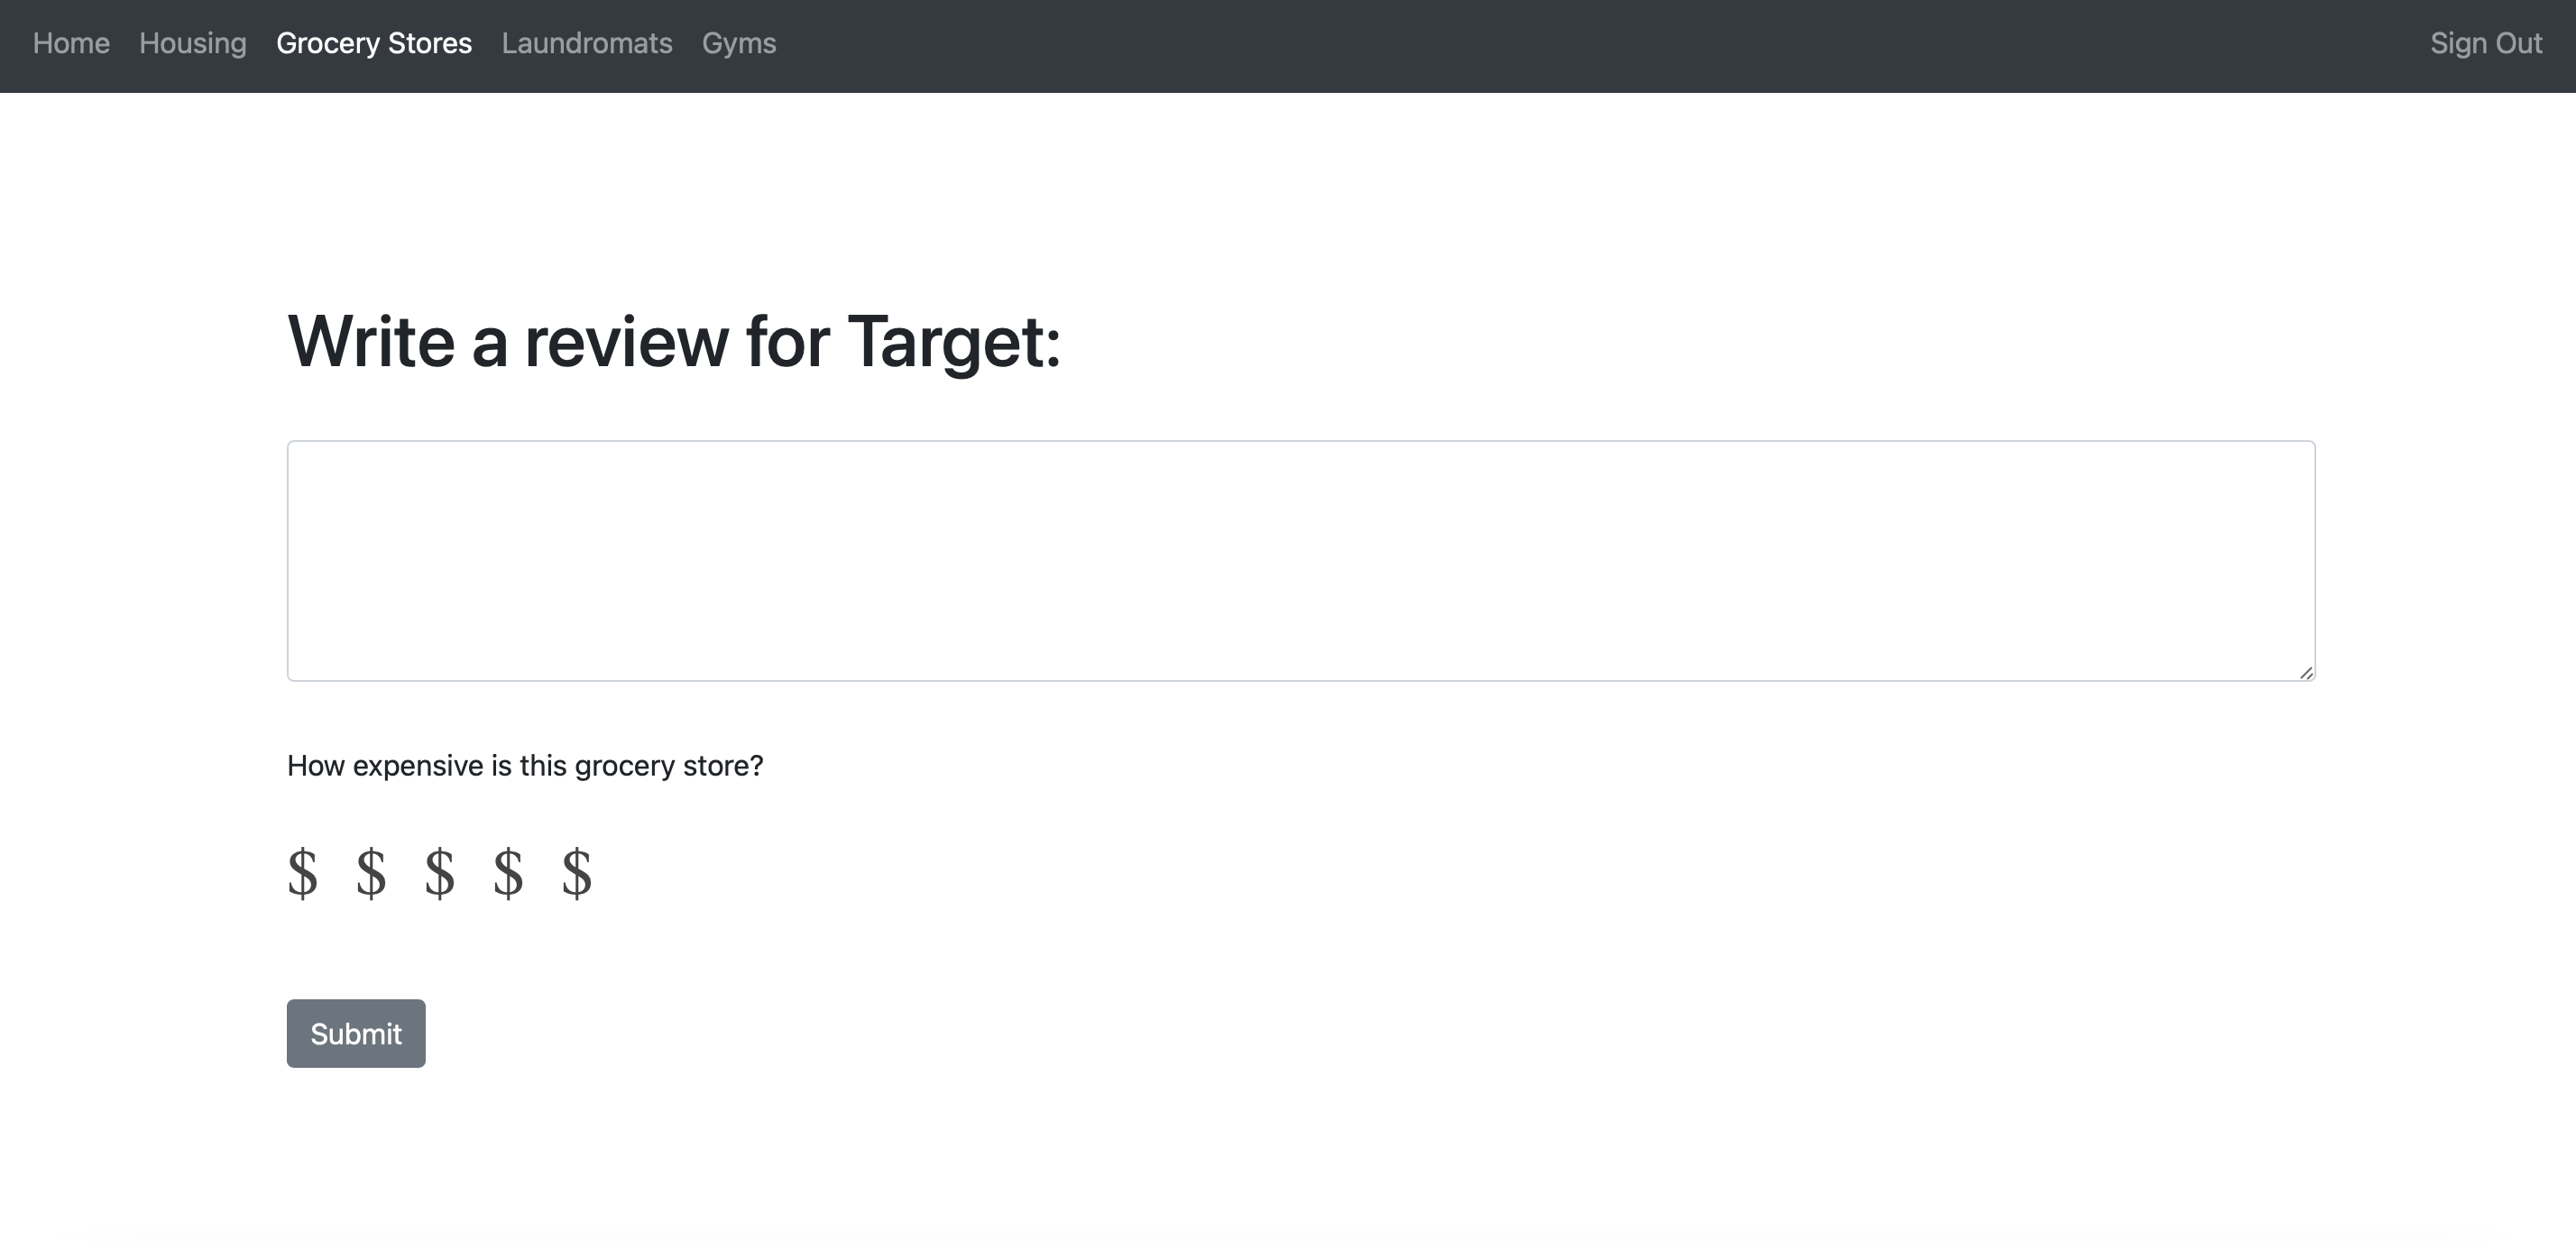 Home Housing Grocery Stores Laundromats Gyms Sign Out
Write a review for Target:
How expensive is this grocery store?
$ $ $ $ $
Submit